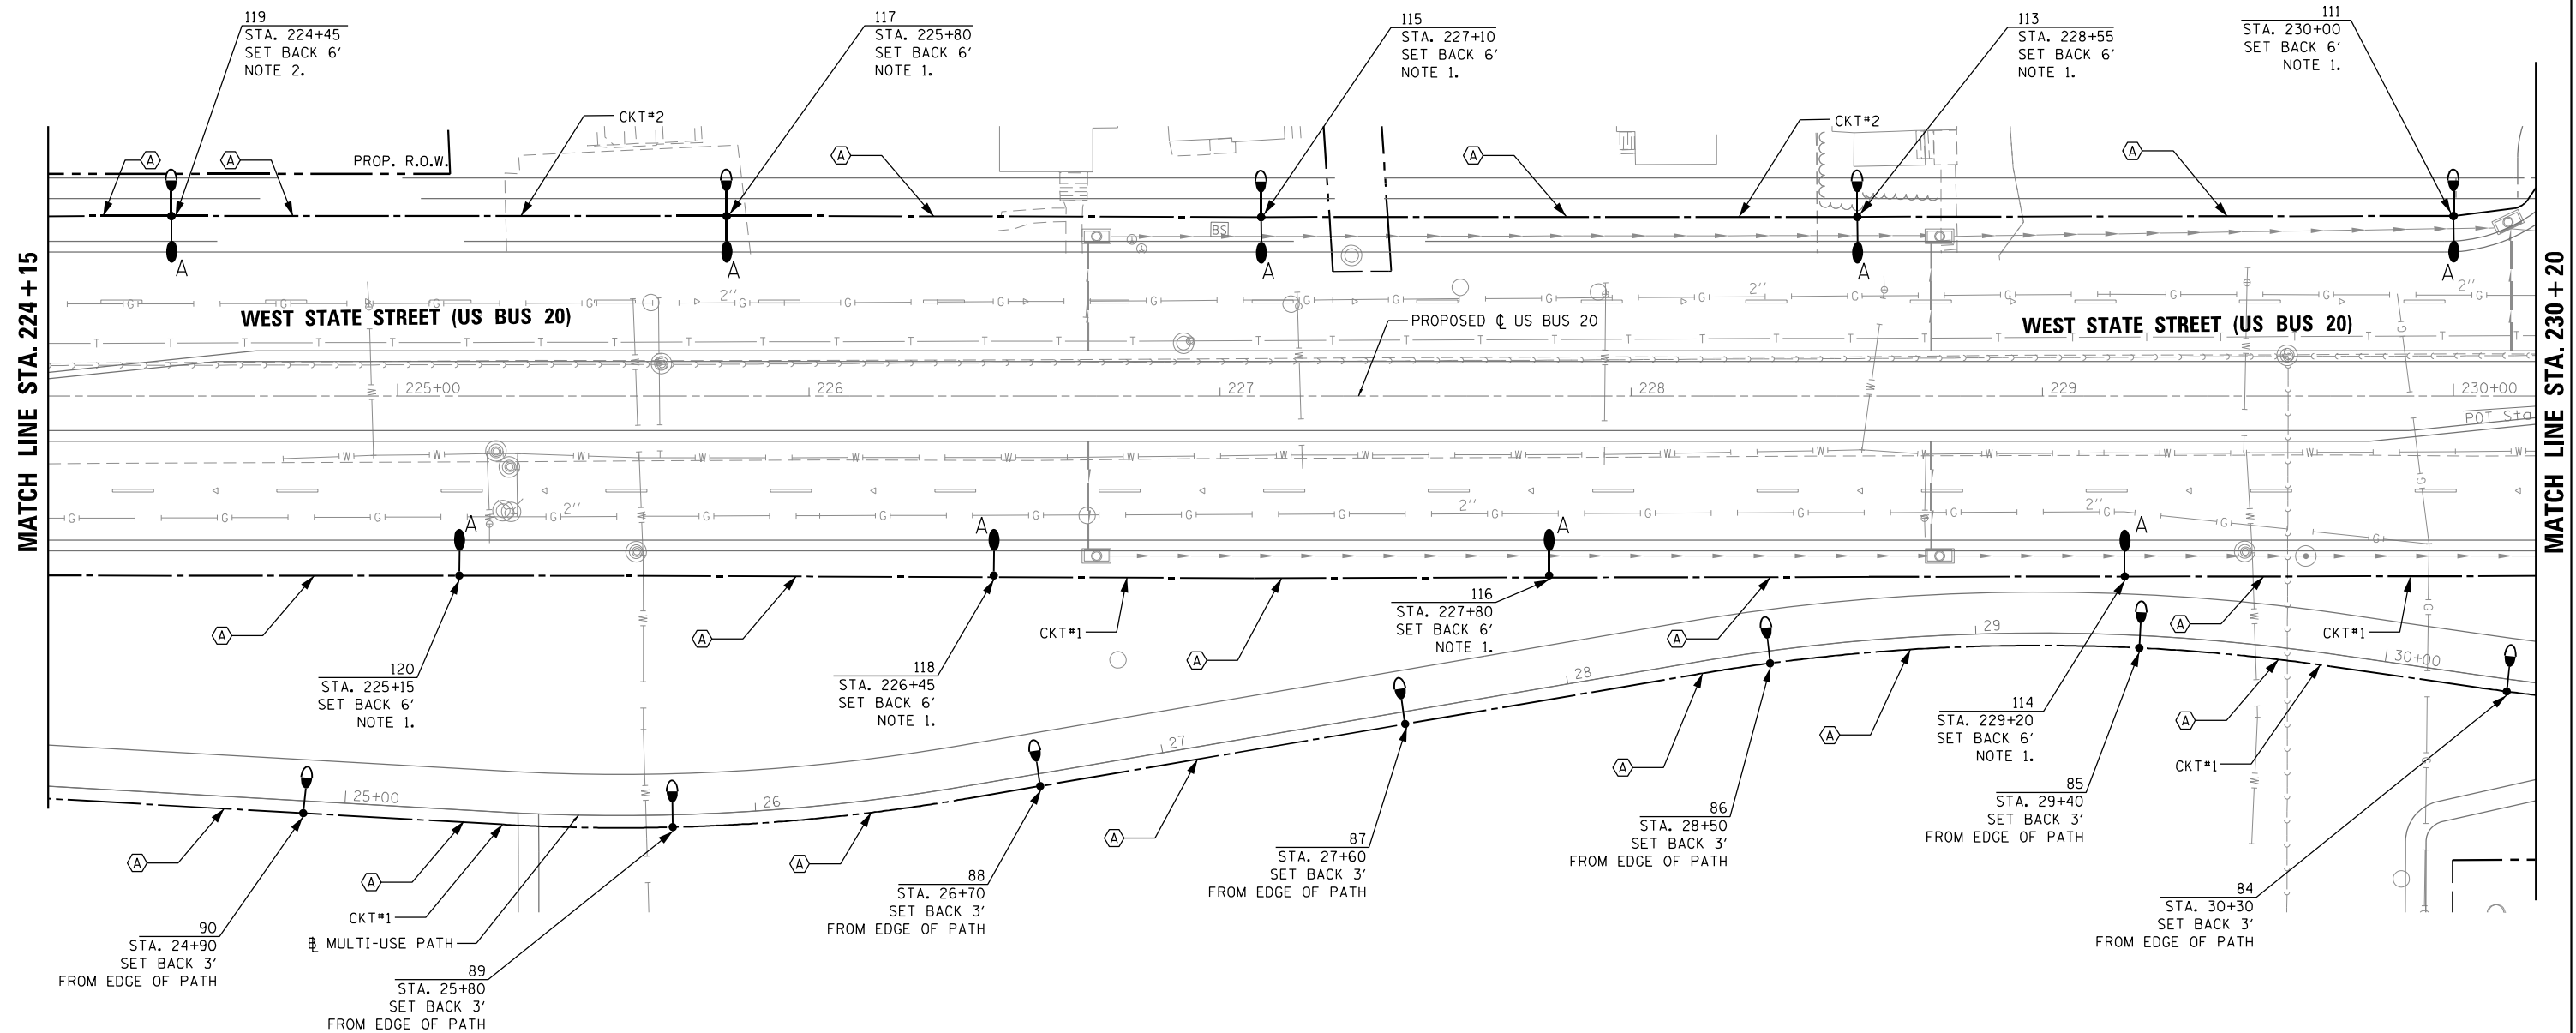 119
STA. 224+45
SET BACK 6'
NOTE 2.
117
STA. 225+80
SET BACK 6'
NOTE 1.
115
STA. 227+10
SET BACK 6'
NOTE 1.
113
STA. 228+55
SET BACK 6'
NOTE 1.
111
STA. 230+00
SET BACK 6'
NOTE 1.
CKT#2
CKT#2
A
A
PROP. R.O.W.
A
A
A
BS
A
A
A
A
A
MATCH LINE STA. 224+15
MATCH LINE STA. 230+20
G G G G G G G G G G G G G G G
2''
2''
2''
WEST STATE STREET (US BUS 20)
PROPOSED ℄ US BUS 20
WEST STATE STREET (US BUS 20)
T T T T T T T T T T T T T T T T T T T T T T T T T T T T T T
225+00
226
227
228
229
230+00
POT Sta
W W W W W W W W W W W W W W W W
G G G G G G G G G G G G G G G G
2''
2''
2''
A
A
A
A
A
A
CKT#1
A
116
STA. 227+80
SET BACK 6'
NOTE 1.
A
A
CKT#1
120
STA. 225+15
SET BACK 6'
NOTE 1.
118
STA. 226+45
SET BACK 6'
NOTE 1.
29
30+00
28
27
114
STA. 229+20
SET BACK 6'
NOTE 1.
A
A
CKT#1
25+00
26
A
A
A
A
A
85
STA. 29+40
SET BACK 3'
FROM EDGE OF PATH
86
STA. 28+50
SET BACK 3'
FROM EDGE OF PATH
87
STA. 27+60
SET BACK 3'
FROM EDGE OF PATH
88
STA. 26+70
SET BACK 3'
FROM EDGE OF PATH
84
STA. 30+30
SET BACK 3'
FROM EDGE OF PATH
CKT#1
90
STA. 24+90
SET BACK 3'
FROM EDGE OF PATH
BL MULTI-USE PATH
89
STA. 25+80
SET BACK 3'
FROM EDGE OF PATH